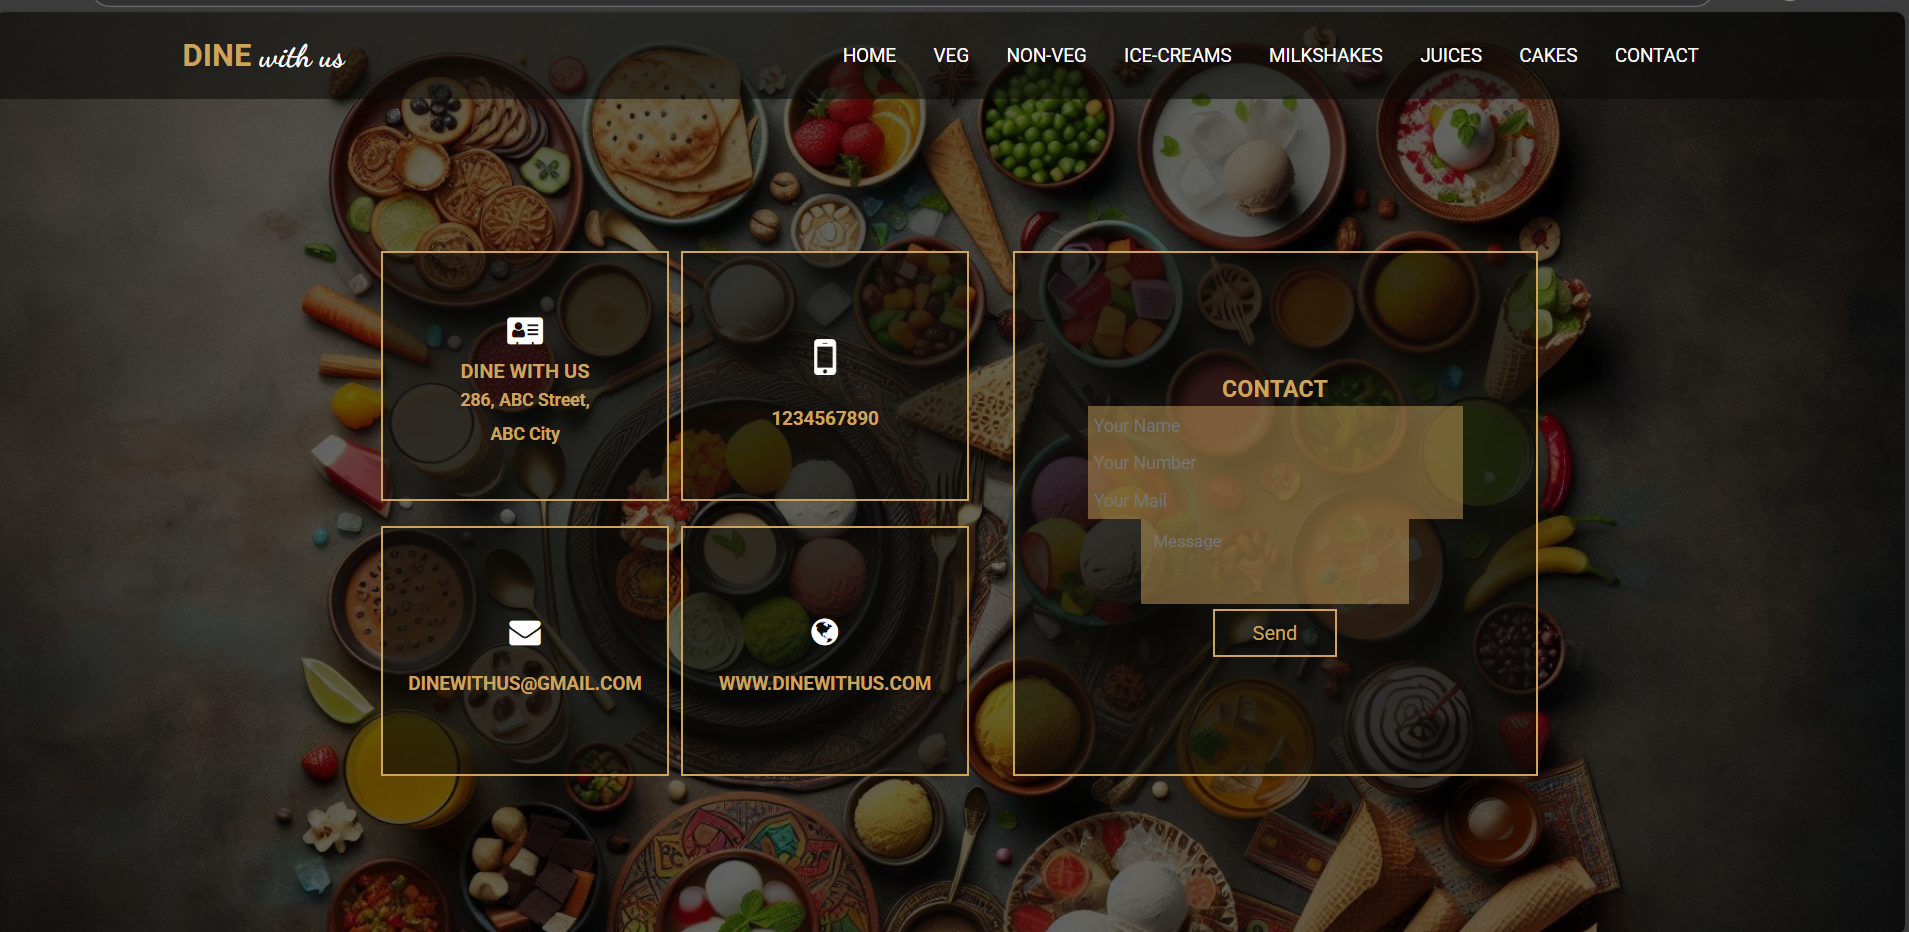 DINE with us
HOME VEG NON-VEG ICE-CREAMS MILKSHAKES JUICES CAKES CONTACT
DINE WITH US
286, ABC Street,
ABC City
1234567890
DINEWITHUS@GMAIL.COM
WWW.DINEWITHUS.COM
CONTACT
Your Name
Your Number
Your Mail
Message
Send